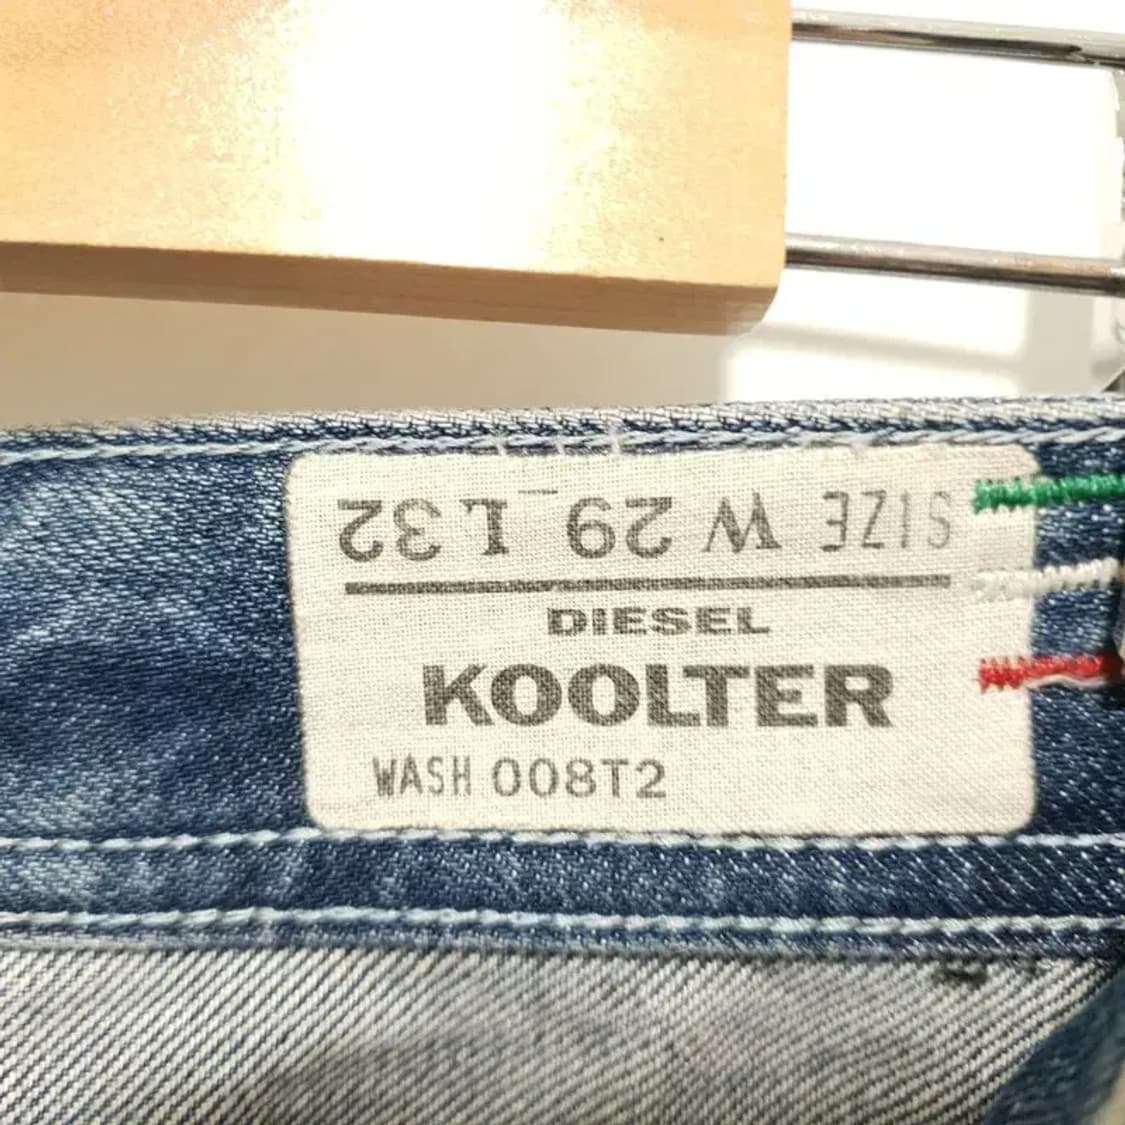 SIZE W 29 L 32
DIESEL
KOOLTER
WASH 008T2